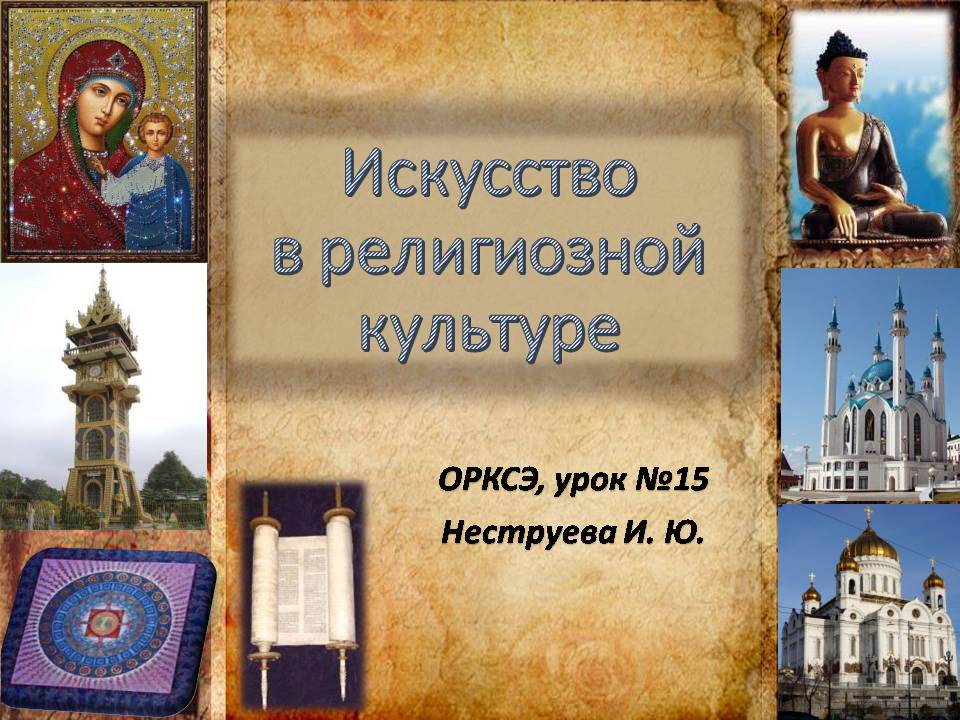 Искусство
в религиозной
культуре
ОРКСЭ, урок №15
Неструева И. Ю.